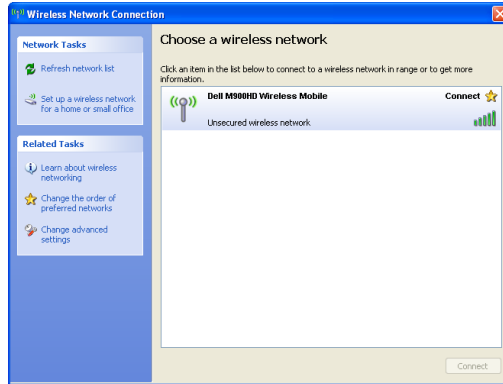 Wireless Network Connection
Network Tasks
Refresh network list
Set up a wireless network
for a home or small office
Related Tasks
Learn about wireless
networking
Change the order of
preferred networks
Change advanced
settings
Choose a wireless network
Click an item in the list below to connect to a wireless network in range or to get more
information.
Dell M900HD Wireless Mobile
Connect
Unsecured wireless network
Connect